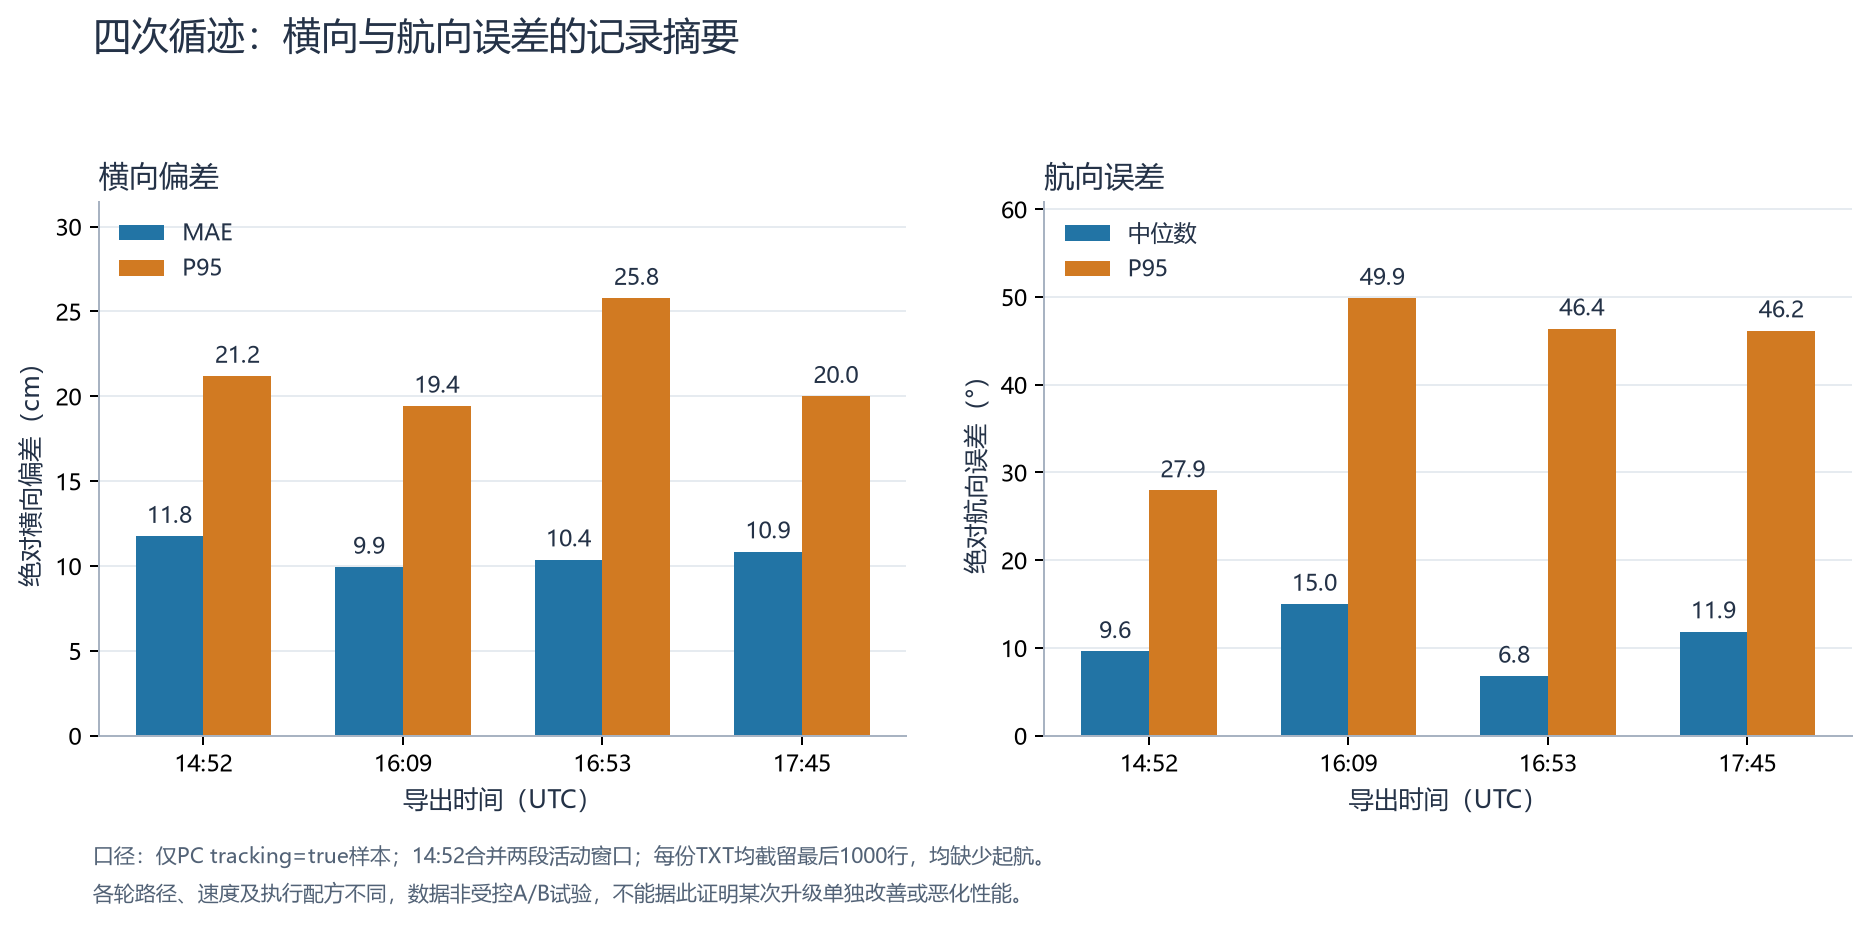 四次循迹：横向与航向误差的记录摘要
横向偏差
MAE
P95
绝对横向偏差（cm）
30
25
20
15
10
5
0
11.8
21.2
9.9
19.4
10.4
25.8
10.9
20.0
14:52
16:09
16:53
17:45
导出时间（UTC）
航向误差
中位数
P95
绝对航向误差（°）
60
50
40
30
20
10
0
9.6
27.9
15.0
49.9
6.8
46.4
11.9
46.2
14:52
16:09
16:53
17:45
导出时间（UTC）
口径：仅PC tracking=true样本；14:52合并两段活动窗口；每份TXT均截留最后1000行，均缺少起航。
各轮路径、速度及执行配方不同，数据非受控A/B试验，不能据此证明某次升级单独改善或恶化性能。